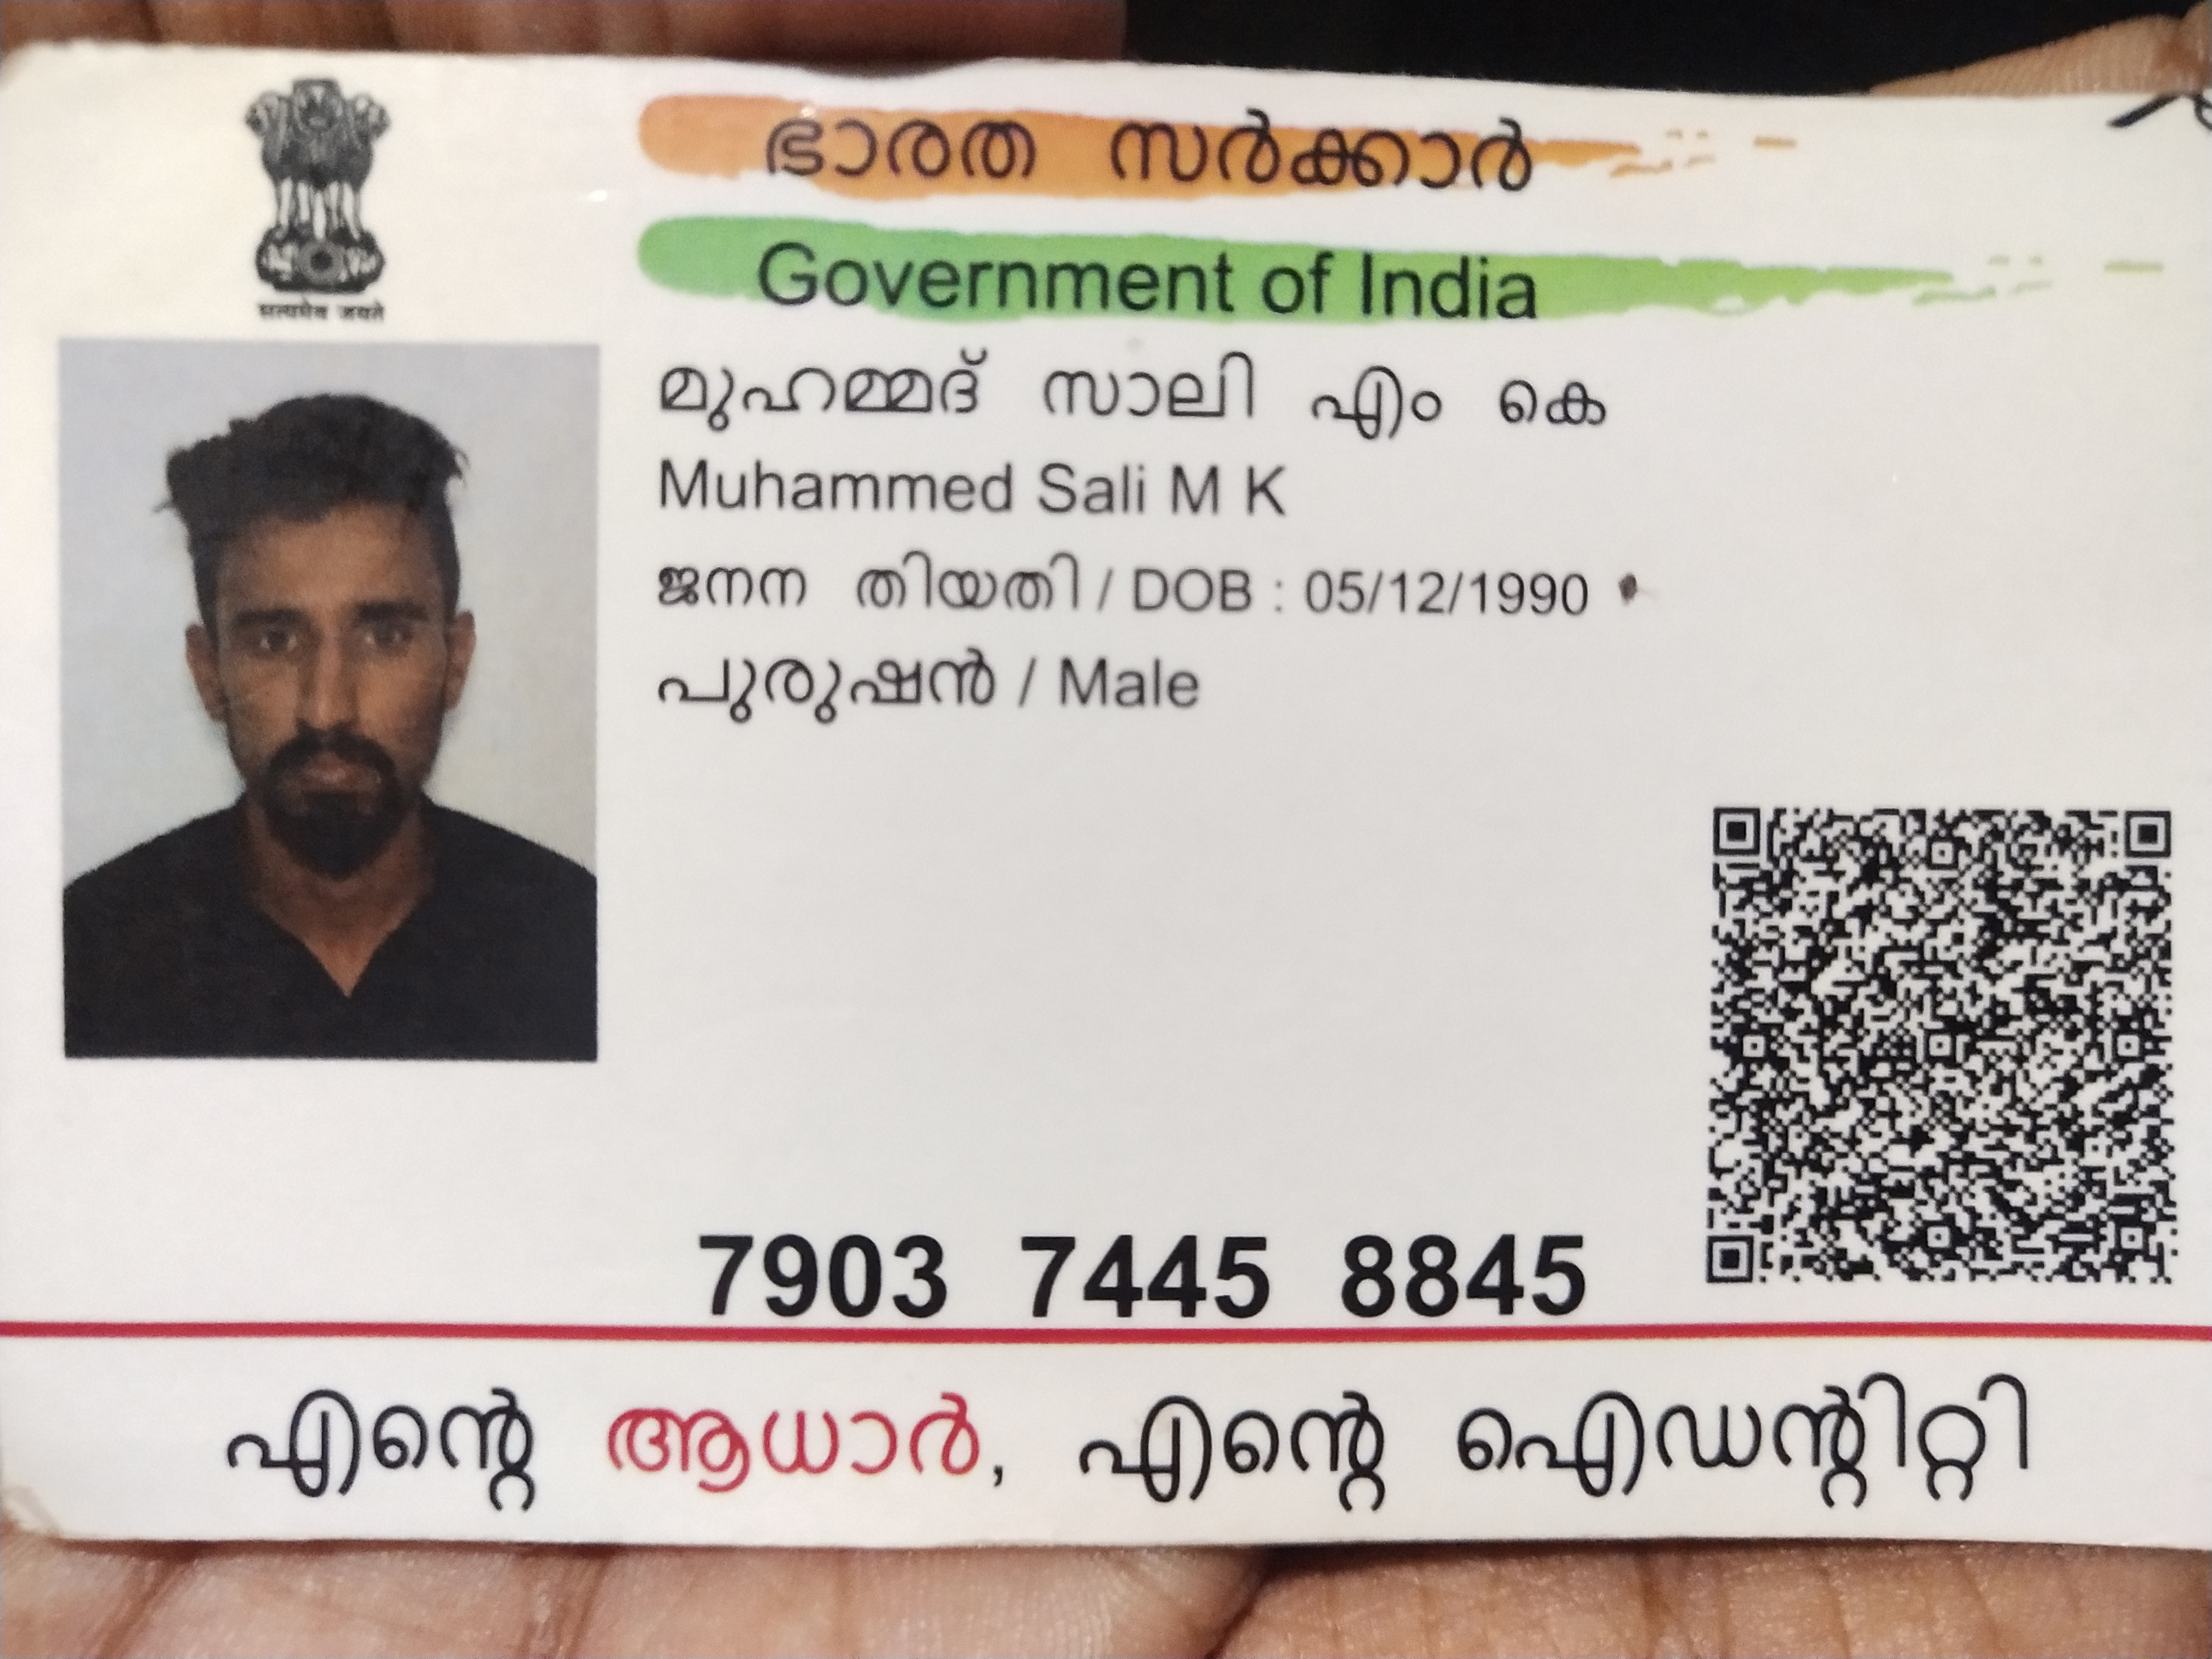 ഭാരത സർക്കാർ
Government of India
सत्यमेव जयते
മുഹമ്മദ് സാലി എം കെ
Muhammed Sali M K
ജനന തിയതി / DOB : 05/12/1990
പുരുഷൻ / Male
7903 7445 8845
എന്റെ ആധാർ, എന്റെ ഐഡന്റിറ്റി